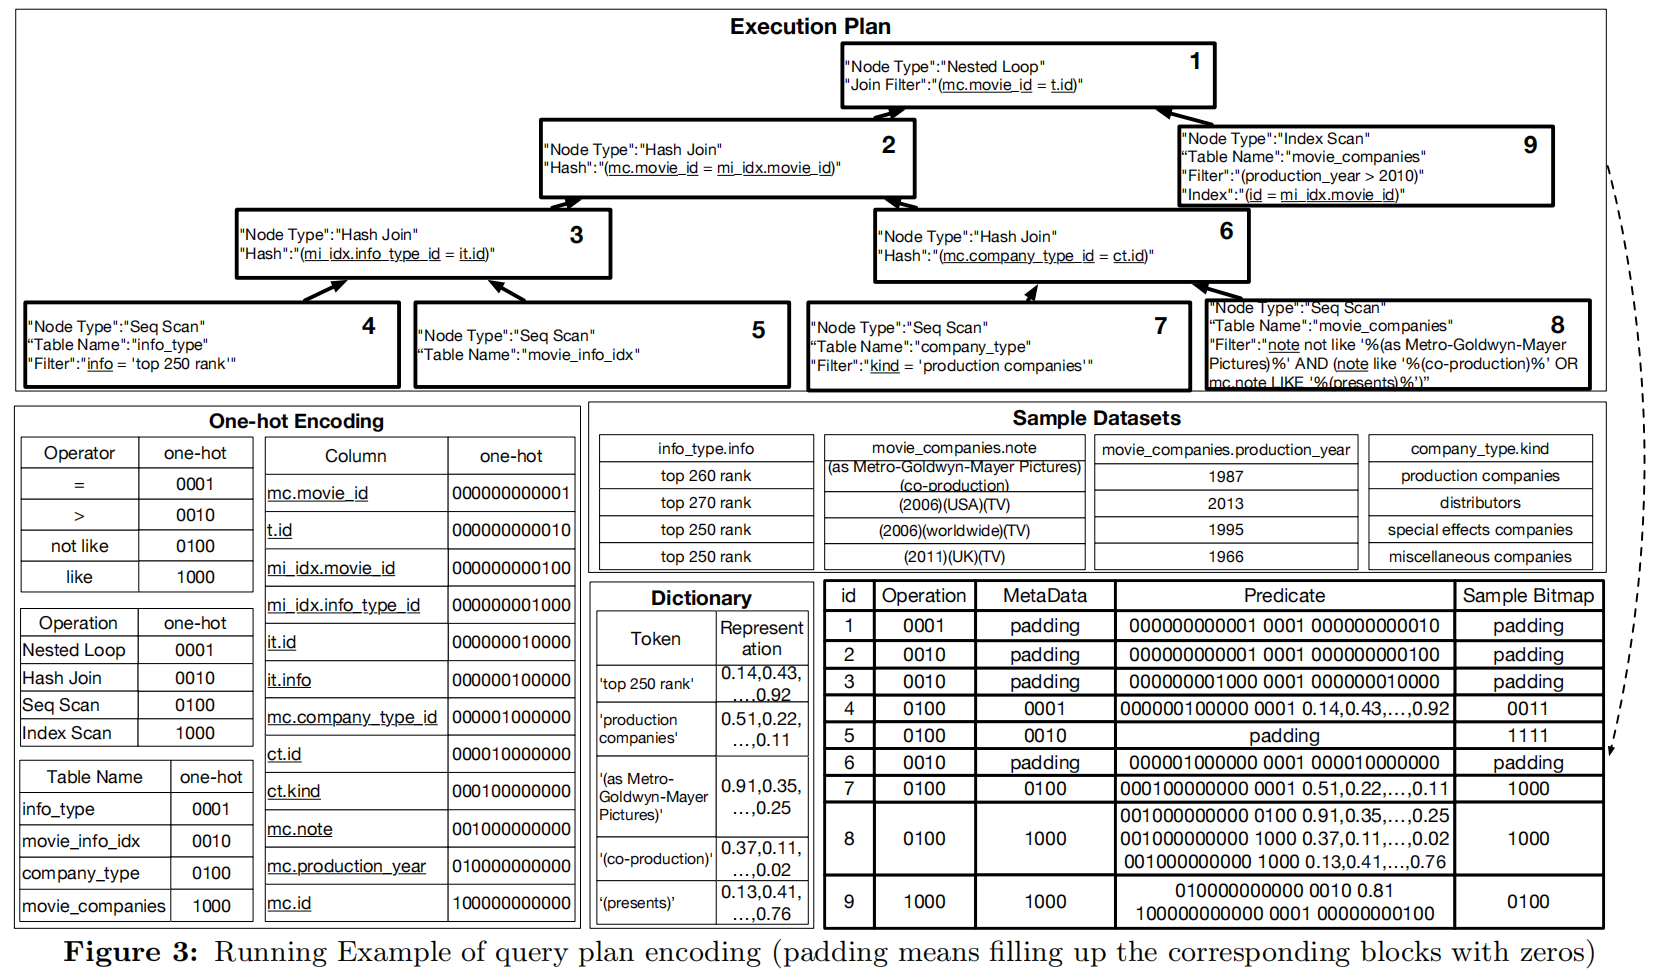 Execution Plan
1
"Node Type":"Nested Loop"
"Join Filter":"(mc.movie_id = t.id)"
2
"Node Type":"Hash Join"
"Hash":"(mc.movie_id = mi_idx.movie_id)"
9
"Node Type":"Index Scan"
“Table Name":"movie_companies"
"Filter":"(production_year > 2010)"
"Index":"(id = mi_idx.movie_id)"
3
"Node Type":"Hash Join"
"Hash":"(mi_idx.info_type_id = it.id)"
6
"Node Type":"Hash Join"
"Hash":"(mc.company_type_id = ct.id)"
4
"Node Type":"Seq Scan"
“Table Name":"info_type"
"Filter":"info = 'top 250 rank'"
5
"Node Type":"Seq Scan"
“Table Name":"movie_info_idx"
7
"Node Type":"Seq Scan"
“Table Name":"company_type"
"Filter":"kind = 'production companies'"
8
"Node Type":"Seq Scan"
“Table Name":"movie_companies"
"Filter":"note not like '%(as Metro-Goldwyn-Mayer
Pictures)%' AND (note like '%(co-production)%’ OR
mc.note LIKE '%(presents)%’)”
One-hot Encoding
Operator one-hot
= 0001
> 0010
not like 0100
like 1000
Operation one-hot
Nested Loop 0001
Hash Join 0010
Seq Scan 0100
Index Scan 1000
Table Name one-hot
info_type 0001
movie_info_idx 0010
company_type 0100
movie_companies 1000
Column one-hot
mc.movie_id 000000000001
t.id 000000000010
mi_idx.movie_id 000000000100
mi_idx.info_type_id 000000001000
it.id 000000010000
it.info 000000100000
mc.company_type_id 000001000000
ct.id 000010000000
ct.kind 000100000000
mc.note 001000000000
mc.production_year 010000000000
mc.id 100000000000
Sample Datasets
info_type.info
top 260 rank
top 270 rank
top 250 rank
top 250 rank
movie_companies.note
(as Metro-Goldwyn-Mayer Pictures)
(co-production)
(2006)(USA)(TV)
(2006)(worldwide)(TV)
(2011)(UK)(TV)
movie_companies.production_year
1987
2013
1995
1966
company_type.kind
production companies
distributors
special effects companies
miscellaneous companies
Dictionary
Token Represent
ation
'top 250 rank' 0.14,0.43,
…,0.92
'production
companies' 0.51,0.22,
…,0.11
'(as Metro-
Goldwyn-Mayer
Pictures)' 0.91,0.35,
…,0.25
'(co-production)' 0.37,0.11,
…,0.02
‘(presents)’ 0.13,0.41,
…,0.76
id Operation MetaData Predicate Sample Bitmap
1 0001 padding 000000000001 0001 000000000010 padding
2 0010 padding 000000000001 0001 000000000100 padding
3 0010 padding 000000001000 0001 000000010000 padding
4 0100 0001 000000100000 0001 0.14,0.43,…,0.92 0011
5 0100 0010 padding 1111
6 0010 padding 000001000000 0001 000010000000 padding
7 0100 0100 000100000000 0001 0.51,0.22,…,0.11 1000
8 0100 1000 001000000000 0100 0.91,0.35,…,0.25
001000000000 1000 0.37,0.11,…,0.02
001000000000 1000 0.13,0.41,…,0.76 1000
9 1000 1000 010000000000 0010 0.81
100000000000 0001 00000000100 0100
Figure 3: Running Example of query plan encoding (padding means filling up the corresponding blocks with zeros)